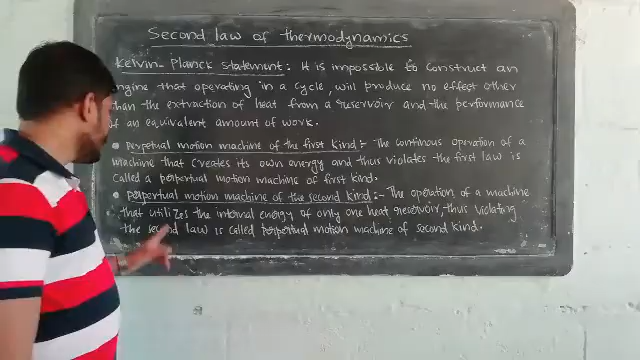 Second law of thermodynamics
Kelvin-Planck Statement: It is impossible to construct an
engine that operating in a cycle, will produce no effect other
than the extraction of heat from a reservoir and the performance
of an equivalent amount of work.
• Perpetual motion machine of the first kind:- The continous operation of a
machine that creates its own energy and thus violates the first law is
called a perpetual motion machine of first kind.
• Perpertual motion machine of the second kind:- The operation of a machine
that utilizes the internal energy of only one heat reservoir, thus violating
the second law is called perpertual motion machine of second kind.